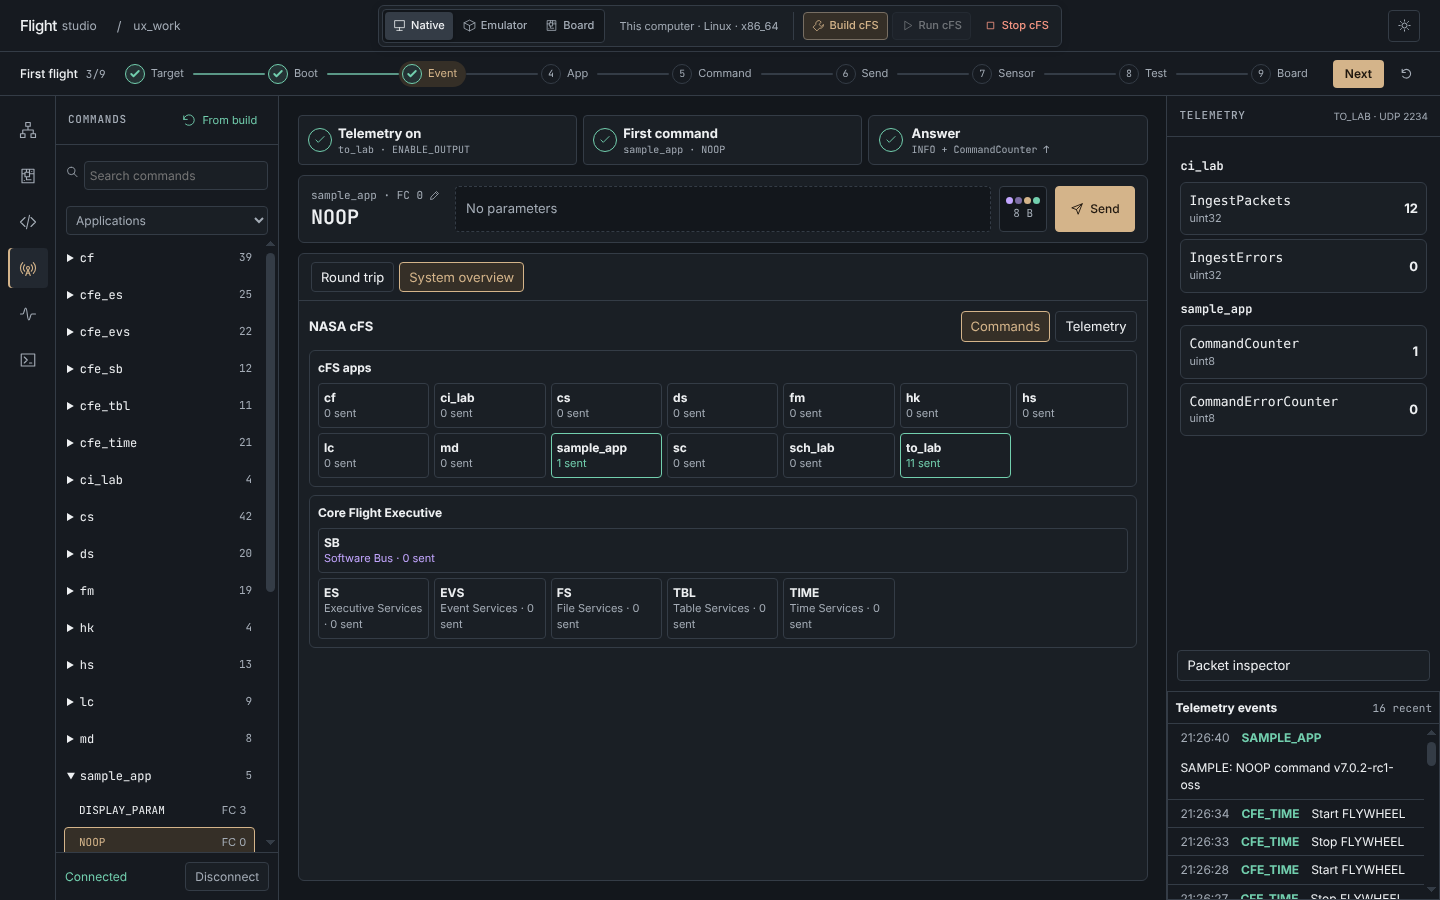 Flight studio / ux_work
Native
Emulator
Board
This computer · Linux · x86_64
Build cFS
Run cFS
Stop cFS
First flight 3/9
Target
Boot
Event
4 App
5 Command
6 Send
7 Sensor
8 Test
9 Board
Next
COMMANDS
From build
Search commands
Applications
cf 39
cfe_es 25
cfe_evs 22
cfe_sb 12
cfe_tbl 11
cfe_time 21
ci_lab 4
cs 42
ds 20
fm 19
hk 4
hs 13
lc 9
md 8
sample_app 5
DISPLAY_PARAM FC 3
NOOP FC 0
Connected
Disconnect
Telemetry on
to_lab · ENABLE_OUTPUT
First command
sample_app · NOOP
Answer
INFO + CommandCounter ↑
sample_app · FC 0
NOOP
No parameters
8 B
Send
Round trip
System overview
NASA cFS
Commands
Telemetry
cFS apps
cf
0 sent
ci_lab
0 sent
cs
0 sent
ds
0 sent
fm
0 sent
hk
0 sent
hs
0 sent
lc
0 sent
md
0 sent
sample_app
1 sent
sc
0 sent
sch_lab
0 sent
to_lab
11 sent
Core Flight Executive
SB
Software Bus · 0 sent
ES
Executive Services
· 0 sent
EVS
Event Services · 0
sent
FS
File Services · 0
sent
TBL
Table Services · 0
sent
TIME
Time Services · 0
sent
TELEMETRY
TO_LAB · UDP 2234
ci_lab
IngestPackets
uint32
12
IngestErrors
uint32
0
sample_app
CommandCounter
uint8
1
CommandErrorCounter
uint8
0
Packet inspector
Telemetry events 16 recent
21:26:40 SAMPLE_APP
SAMPLE: NOOP command v7.0.2-rc1-
oss
21:26:34 CFE_TIME Start FLYWHEEL
21:26:33 CFE_TIME Stop FLYWHEEL
21:26:28 CFE_TIME Start FLYWHEEL
21:26:27 CFE_TIME Stop FLYWHEEL